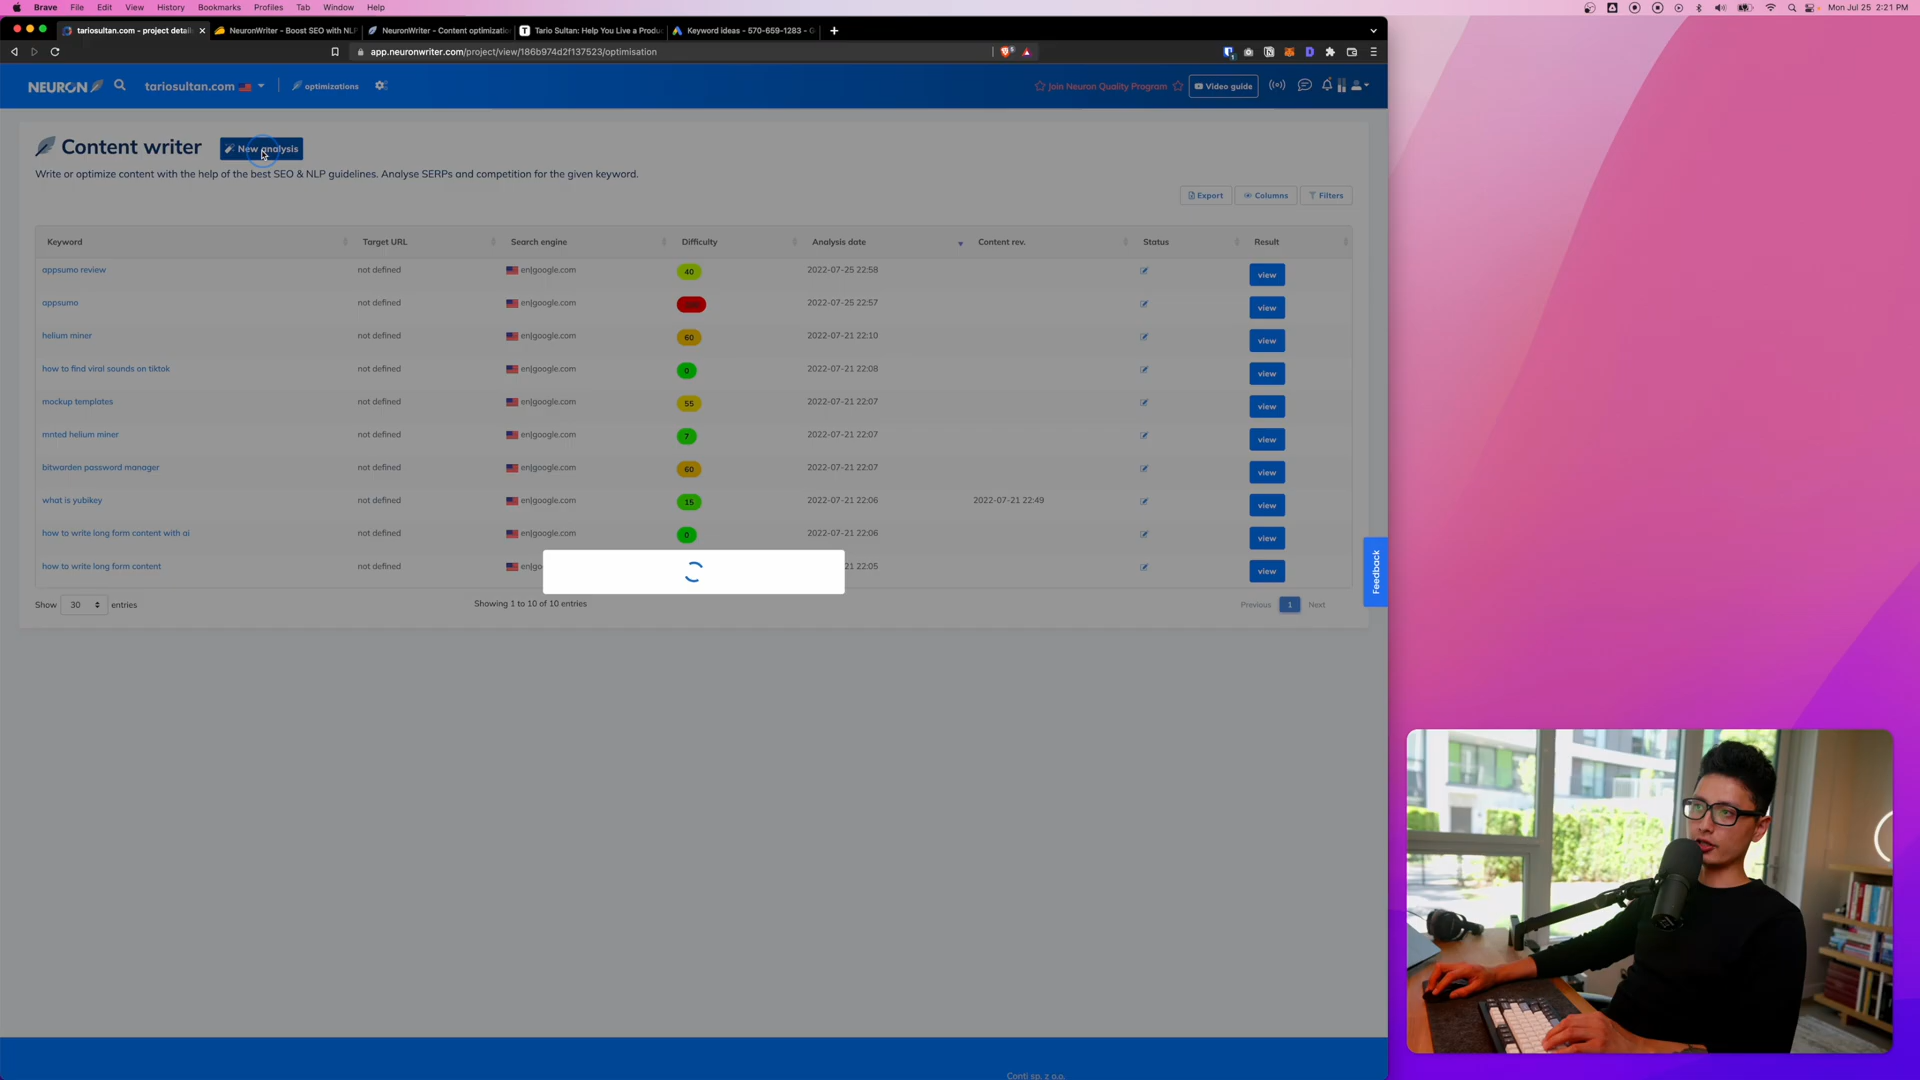 Brave File Edit View History Bookmarks Profiles Tab Window Help Mon Jul 25 2:21 PM
tariosultan.com - project detail NeuronWriter - Boost SEO with NLP NeuronWriter - Content optimizati Tario Sultan: Help You Live a Produ Keyword ideas - 570-659-1283 - G
app.neuronwriter.com/project/view/186b974d2f137523/optimisation
NEURON tariosultan.com optimizations Join Neuron Quality Program Video guide
Content writer New analysis
Write or optimize content with the help of the best SEO & NLP guidelines. Analyse SERPs and competition for the given keyword.
Export Columns Filters
Keyword Target URL Search engine Difficulty Analysis date Content rev. Status Result
appsumo review not defined en|google.com 40 2022-07-25 22:58 view
appsumo not defined en|google.com 2022-07-25 22:57 view
helium miner not defined en|google.com 60 2022-07-21 22:10 view
how to find viral sounds on tiktok not defined en|google.com 0 2022-07-21 22:08 view
mockup templates not defined en|google.com 55 2022-07-21 22:07 view
mnted helium miner not defined en|google.com 7 2022-07-21 22:07 view
bitwarden password manager not defined en|google.com 60 2022-07-21 22:07 view
what is yubikey not defined en|google.com 15 2022-07-21 22:06 2022-07-21 22:49 view
how to write long form content with ai not defined en|google.com 0 2022-07-21 22:06 view
how to write long form content not defined en|go 21 22:05 view
Show 30 entries Showing 1 to 10 of 10 entries Previous 1 Next
Feedback
Conti sp. z o.o.